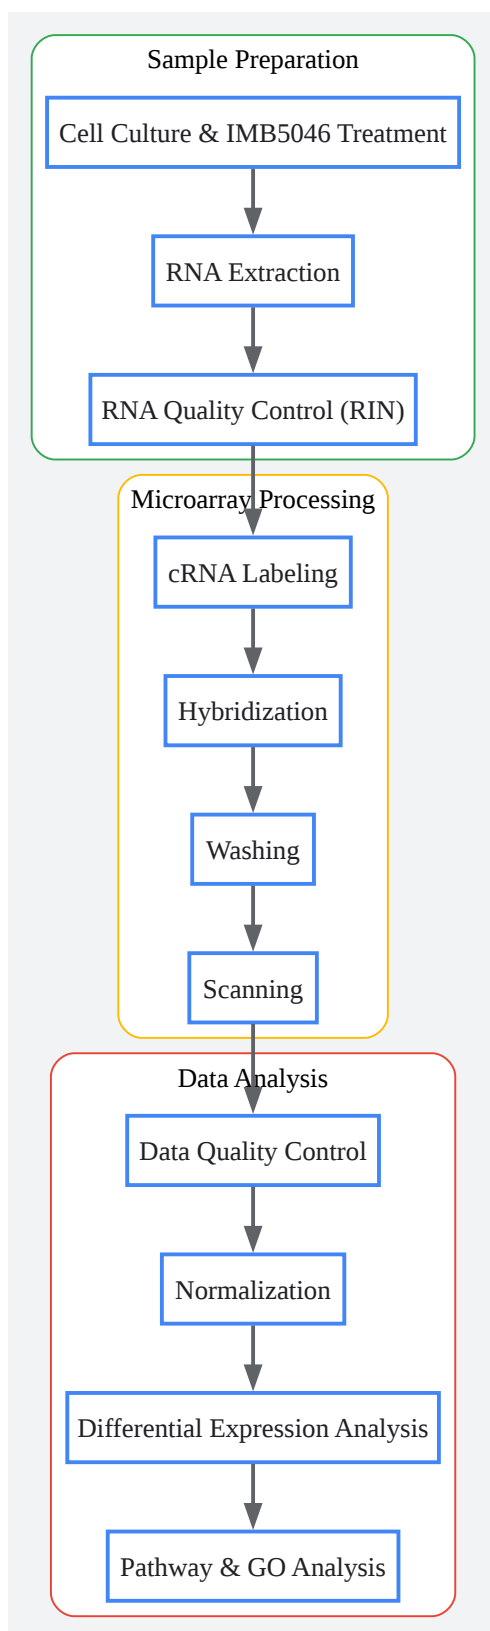 Sample Preparation
Cell Culture & IMB5046 Treatment
RNA Extraction
RNA Quality Control (RIN)
Microarray Processing
cRNA Labeling
Hybridization
Washing
Scanning
Data Analysis
Data Quality Control
Normalization
Differential Expression Analysis
Pathway & GO Analysis